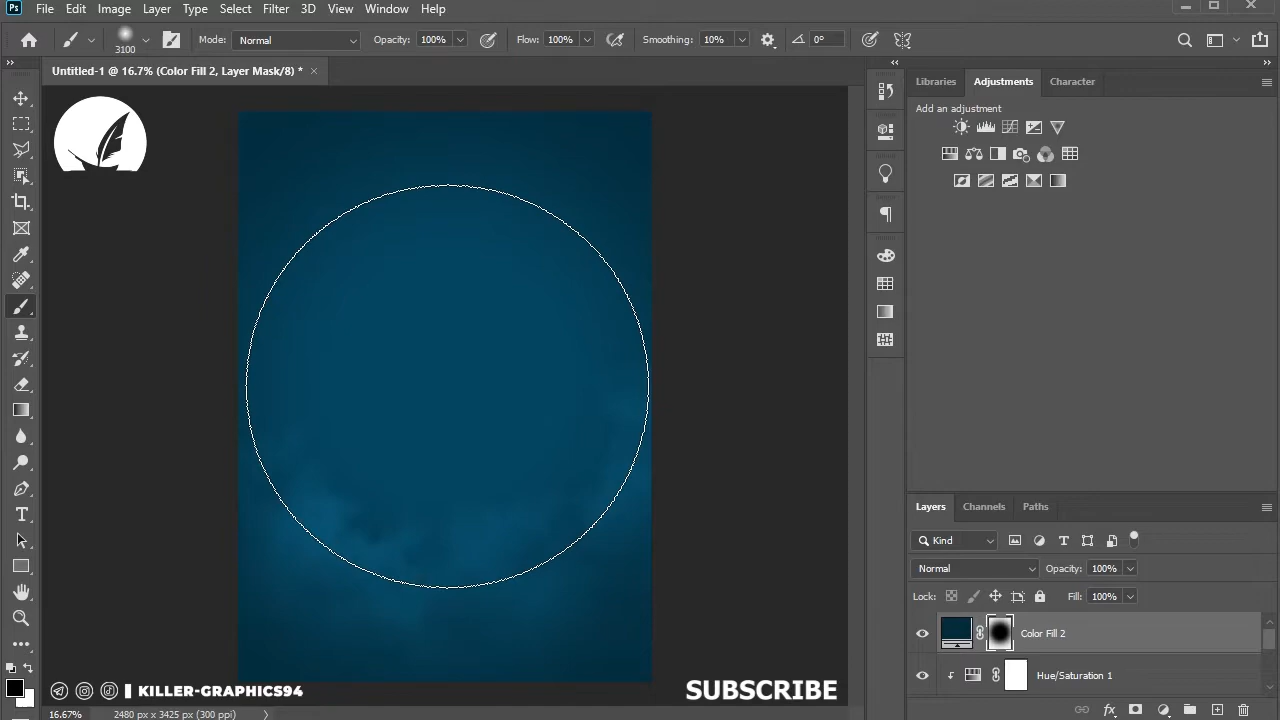 Ps File Edit Image Layer Type Select Filter 3D View Window Help
3100 Mode: Normal Opacity: 100% Flow: 100% Smoothing: 10% 0°
Untitled-1 @ 16.7% (Color Fill 2, Layer Mask/8) * ×
Libraries Adjustments Character
Add an adjustment
Layers Channels Paths
Kind
Normal Opacity: 100%
Lock: Fill: 100%
Color Fill 2
Hue/Saturation 1
KILLER-GRAPHICS94
SUBSCRIBE
16.67% 2480 px x 3425 px (300 ppi)